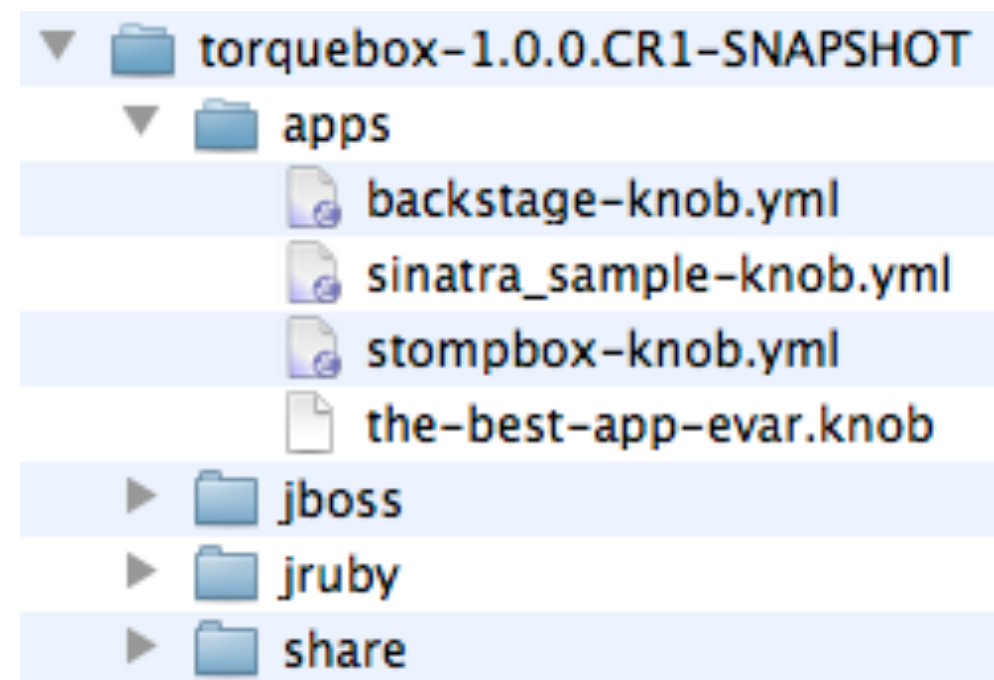 torquebox-1.0.0.CR1-SNAPSHOT
apps
backstage-knob.yml
sinatra_sample-knob.yml
stompbox-knob.yml
the-best-app-evar.knob
jboss
jruby
share